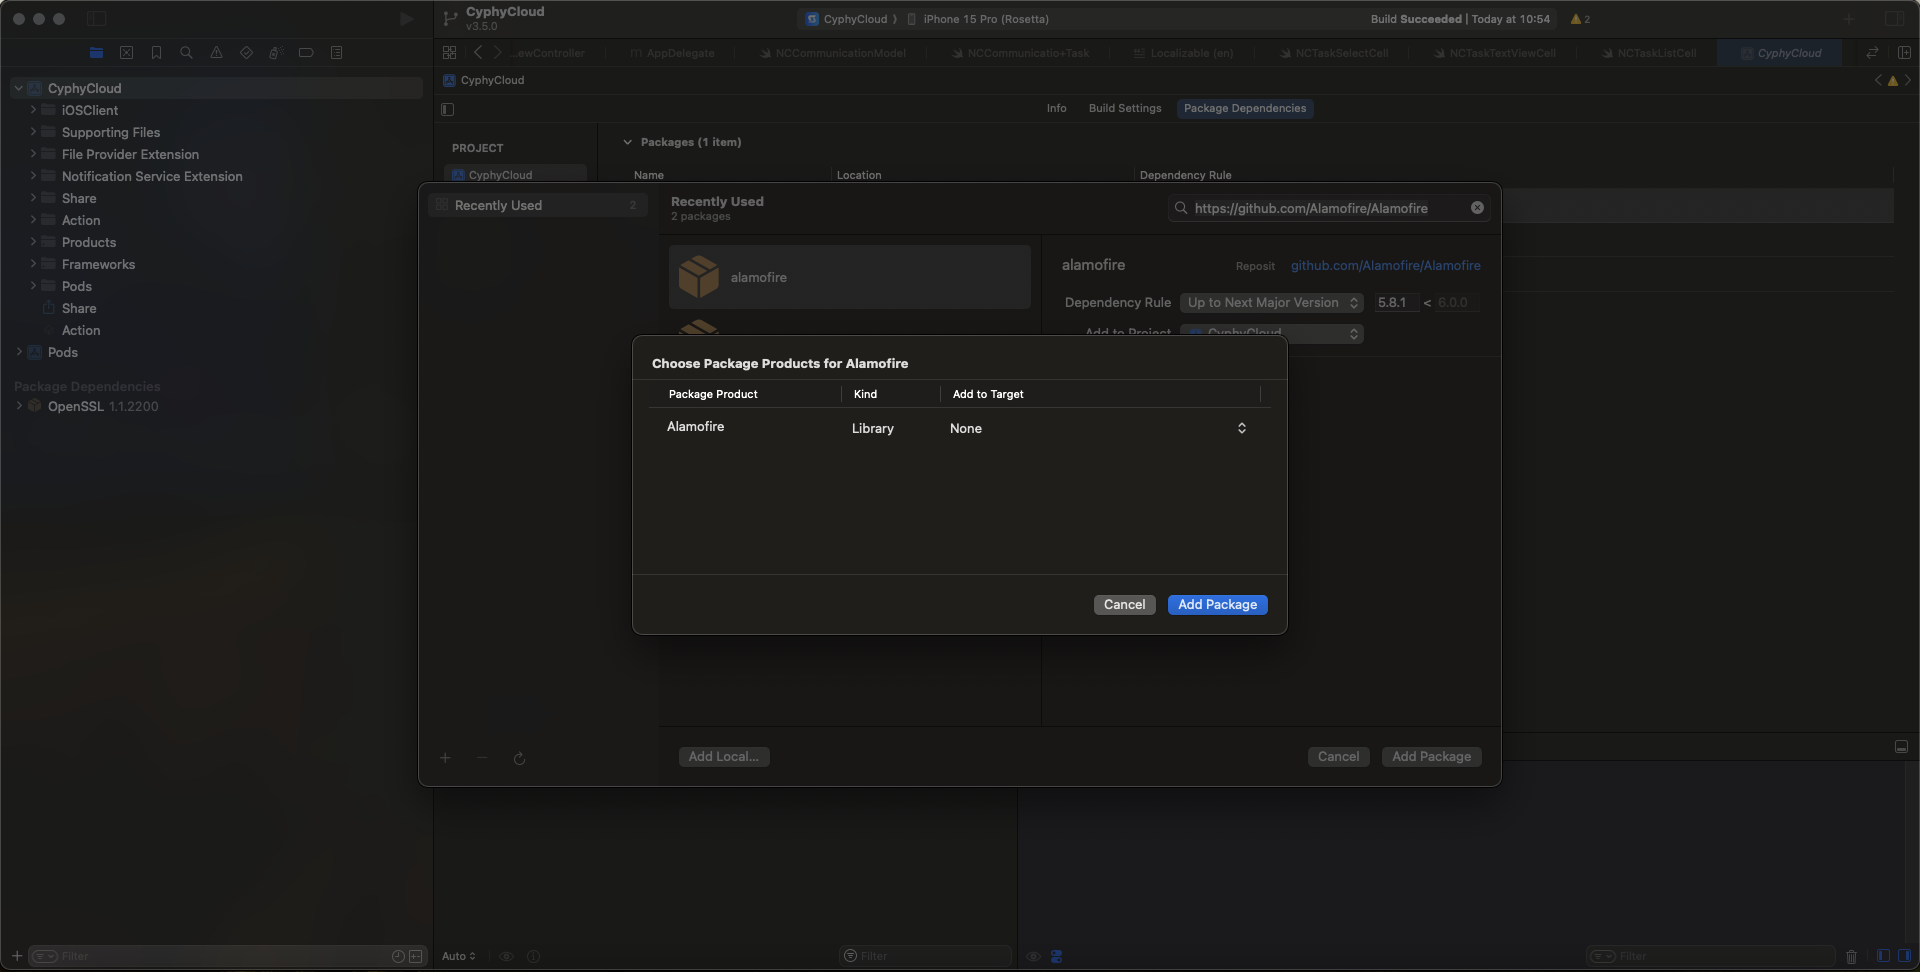 CyphyCloud
v3.5.0
CyphyCloud
iPhone 15 Pro (Rosetta)
Build Succeeded | Today at 10:54
2
...ewController
AppDelegate
NCCommunicationModel
NCCommunicatio+Task
Localizable (en)
NCTaskSelectCell
NCTaskTextViewCell
NCTaskListCell
CyphyCloud
CyphyCloud
CyphyCloud
iOSClient
Supporting Files
File Provider Extension
Notification Service Extension
Share
Action
Products
Frameworks
Pods
Share
Action
Pods
Package Dependencies
OpenSSL 1.1.2200
Info
Build Settings
Package Dependencies
PROJECT
CyphyCloud
Packages (1 item)
Name
Location
Dependency Rule
Recently Used
2
Recently Used
2 packages
https://github.com/Alamofire/Alamofire
alamofire
alamofire
Reposit
github.com/Alamofire/Alamofire
Dependency Rule
Up to Next Major Version
5.8.1 < 6.0.0
Add to Project
CyphyCloud
Choose Package Products for Alamofire
Package Product
Kind
Add to Target
Alamofire
Library
None
Cancel
Add Package
Add Local...
Cancel
Add Package
Filter
Auto
Filter
Filter